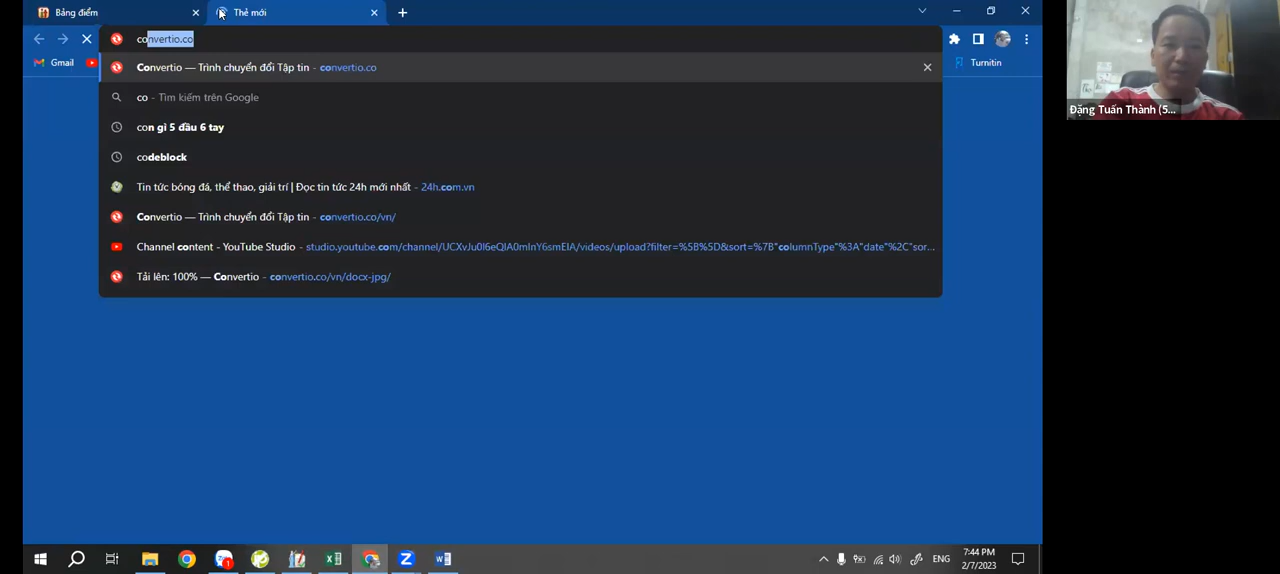 Bảng điểm
Thẻ mới
convertio.co
Gmail
Turnitin
Convertio — Trình chuyển đổi Tập tin - convertio.co
co - Tìm kiếm trên Google
con gì 5 đầu 6 tay
codeblock
Tin tức bóng đá, thể thao, giải trí | Đọc tin tức 24h mới nhất - 24h.com.vn
Convertio — Trình chuyển đổi Tập tin - convertio.co/vn/
Channel content - YouTube Studio - studio.youtube.com/channel/UCXvJu0l6eQIA0mInY6smEIA/videos/upload?filter=%5B%5D&sort=%7B"columnType"%3A"date"%2C"sor...
Tải lên: 100% — Convertio - convertio.co/vn/docx-jpg/
Đặng Tuấn Thành (5...
ENG
7:44 PM
2/7/2023